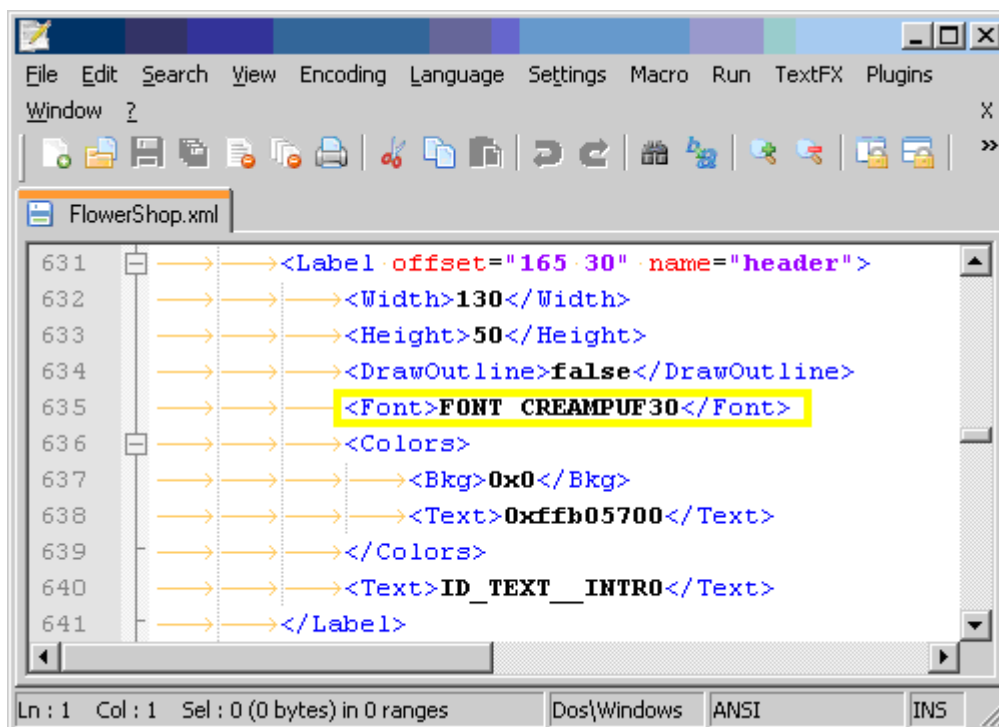 File Edit Search View Encoding Language Settings Macro Run TextFX Plugins
Window ? X
FlowerShop.xml
631 <Label offset="165 30" name="header">
632 <Width>130</Width>
633 <Height>50</Height>
634 <DrawOutline>false</DrawOutline>
635 <Font>FONT CREAMPUF30</Font>
636 <Colors>
637 <Bkg>0x0</Bkg>
638 <Text>0xffb05700</Text>
639 </Colors>
640 <Text>ID_TEXT__INTRO</Text>
641 </Label>
Ln : 1 Col : 1 Sel : 0 (0 bytes) in 0 ranges Dos\Windows ANSI INS